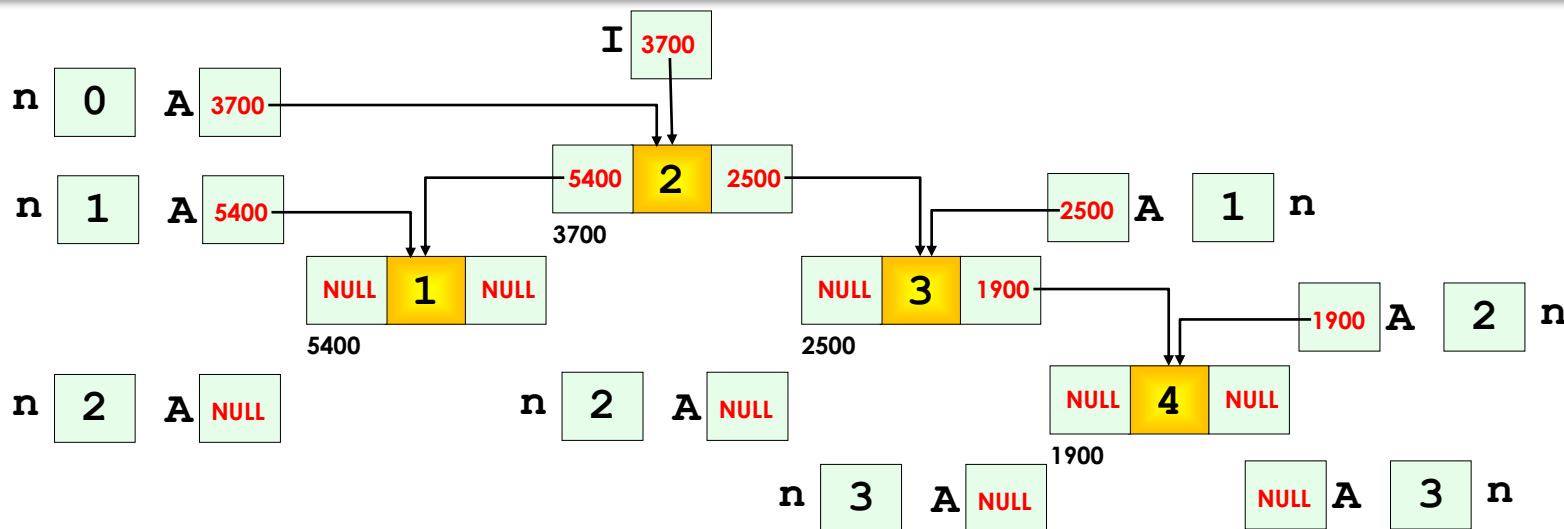 I 3700
n 0 A 3700
5400 2 2500
3700
n 1 A 5400
2500 A 1 n
NULL 1 NULL
5400
NULL 3 1900
2500
1900 A 2 n
n 2 A NULL
n 2 A NULL
NULL 4 NULL
1900
n 3 A NULL
NULL A 3 n